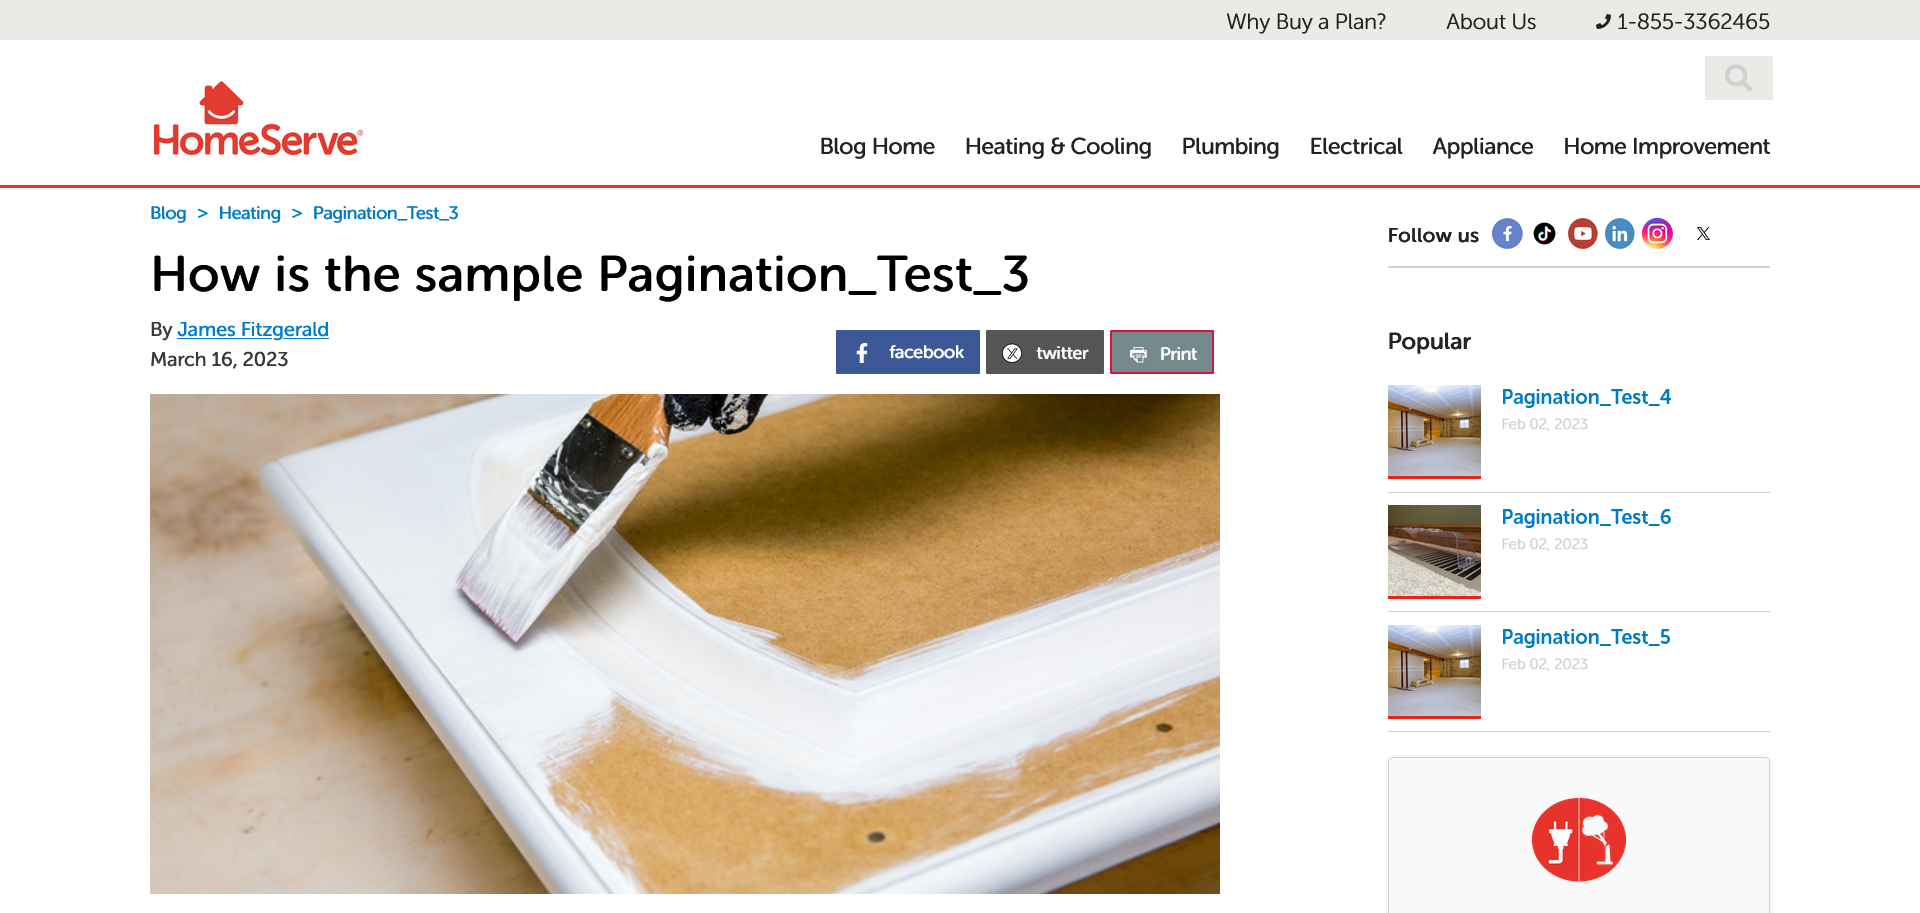 Why Buy a Plan? About Us 1-855-3362465
HomeServe®
Blog Home Heating & Cooling Plumbing Electrical Appliance Home Improvement
Blog > Heating > Pagination_Test_3
How is the sample Pagination_Test_3
By James Fitzgerald
March 16, 2023
facebook twitter Print
Follow us
Popular
Pagination_Test_4
Feb 02, 2023
Pagination_Test_6
Feb 02, 2023
Pagination_Test_5
Feb 02, 2023